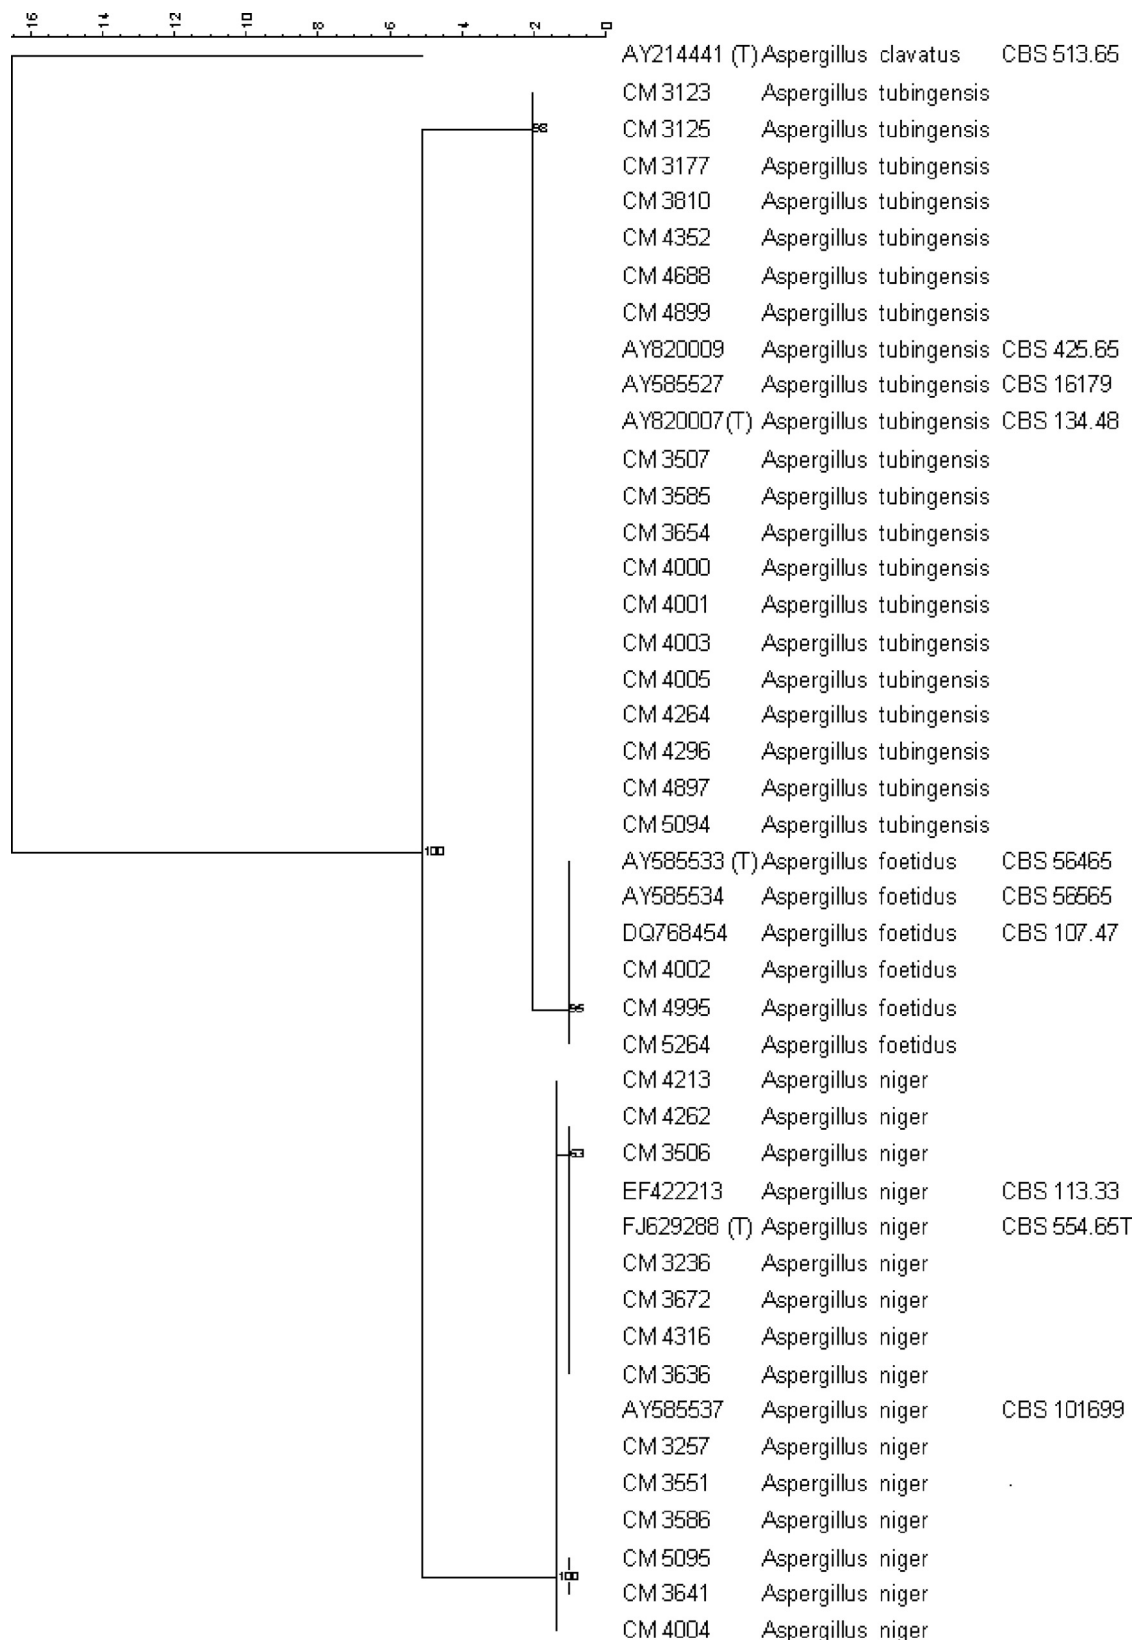 16 14 12 10 8 6 4 2 0
AY214441 (T) Aspergillus clavatus CBS 513.65
CM 3123 Aspergillus tubingensis
98
CM 3125 Aspergillus tubingensis
CM 3177 Aspergillus tubingensis
CM 3810 Aspergillus tubingensis
CM 4352 Aspergillus tubingensis
CM 4688 Aspergillus tubingensis
CM 4899 Aspergillus tubingensis
AY820009 Aspergillus tubingensis CBS 425.65
AY585527 Aspergillus tubingensis CBS 16179
AY820007(T) Aspergillus tubingensis CBS 134.48
CM 3507 Aspergillus tubingensis
CM 3585 Aspergillus tubingensis
CM 3654 Aspergillus tubingensis
CM 4000 Aspergillus tubingensis
CM 4001 Aspergillus tubingensis
CM 4003 Aspergillus tubingensis
CM 4005 Aspergillus tubingensis
CM 4264 Aspergillus tubingensis
CM 4296 Aspergillus tubingensis
CM 4897 Aspergillus tubingensis
CM 5094 Aspergillus tubingensis
100
AY585533 (T) Aspergillus foetidus CBS 56465
AY585534 Aspergillus foetidus CBS 56565
DQ768454 Aspergillus foetidus CBS 107.47
CM 4002 Aspergillus foetidus
CM 4995 Aspergillus foetidus
CM 5264 Aspergillus foetidus
CM 4213 Aspergillus niger
CM 4262 Aspergillus niger
CM 3506 Aspergillus niger
EF422213 Aspergillus niger CBS 113.33
FJ629288 (T) Aspergillus niger CBS 554.65T
CM 3236 Aspergillus niger
CM 3672 Aspergillus niger
CM 4316 Aspergillus niger
CM 3636 Aspergillus niger
AY585537 Aspergillus niger CBS 101699
CM 3257 Aspergillus niger
CM 3551 Aspergillus niger
CM 3586 Aspergillus niger
CM 5095 Aspergillus niger
100
CM 3641 Aspergillus niger
CM 4004 Aspergillus niger